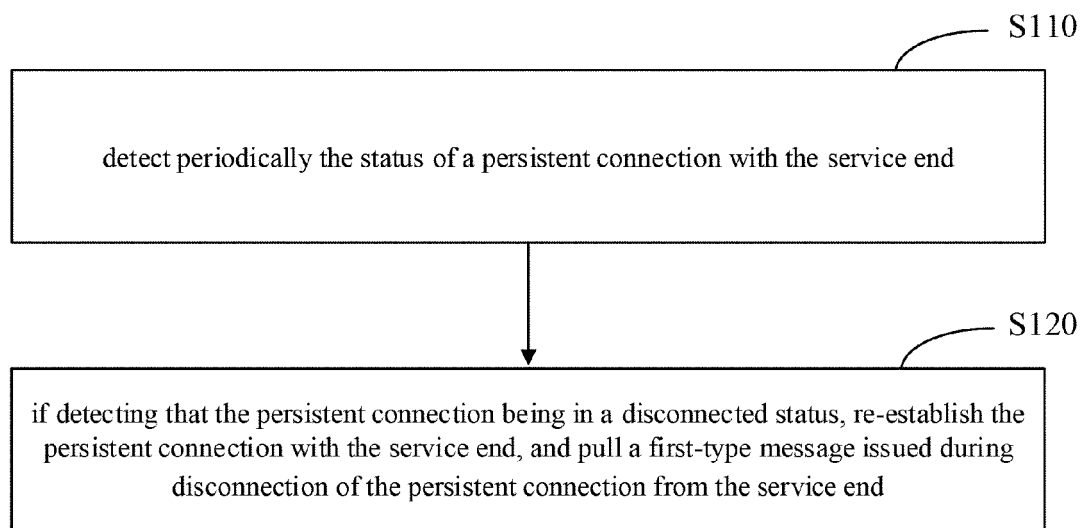 S110
detect periodically the status of a persistent connection with the service end
S120
if detecting that the persistent connection being in a disconnected status, re-establish the
persistent connection with the service end, and pull a first-type message issued during
disconnection of the persistent connection from the service end